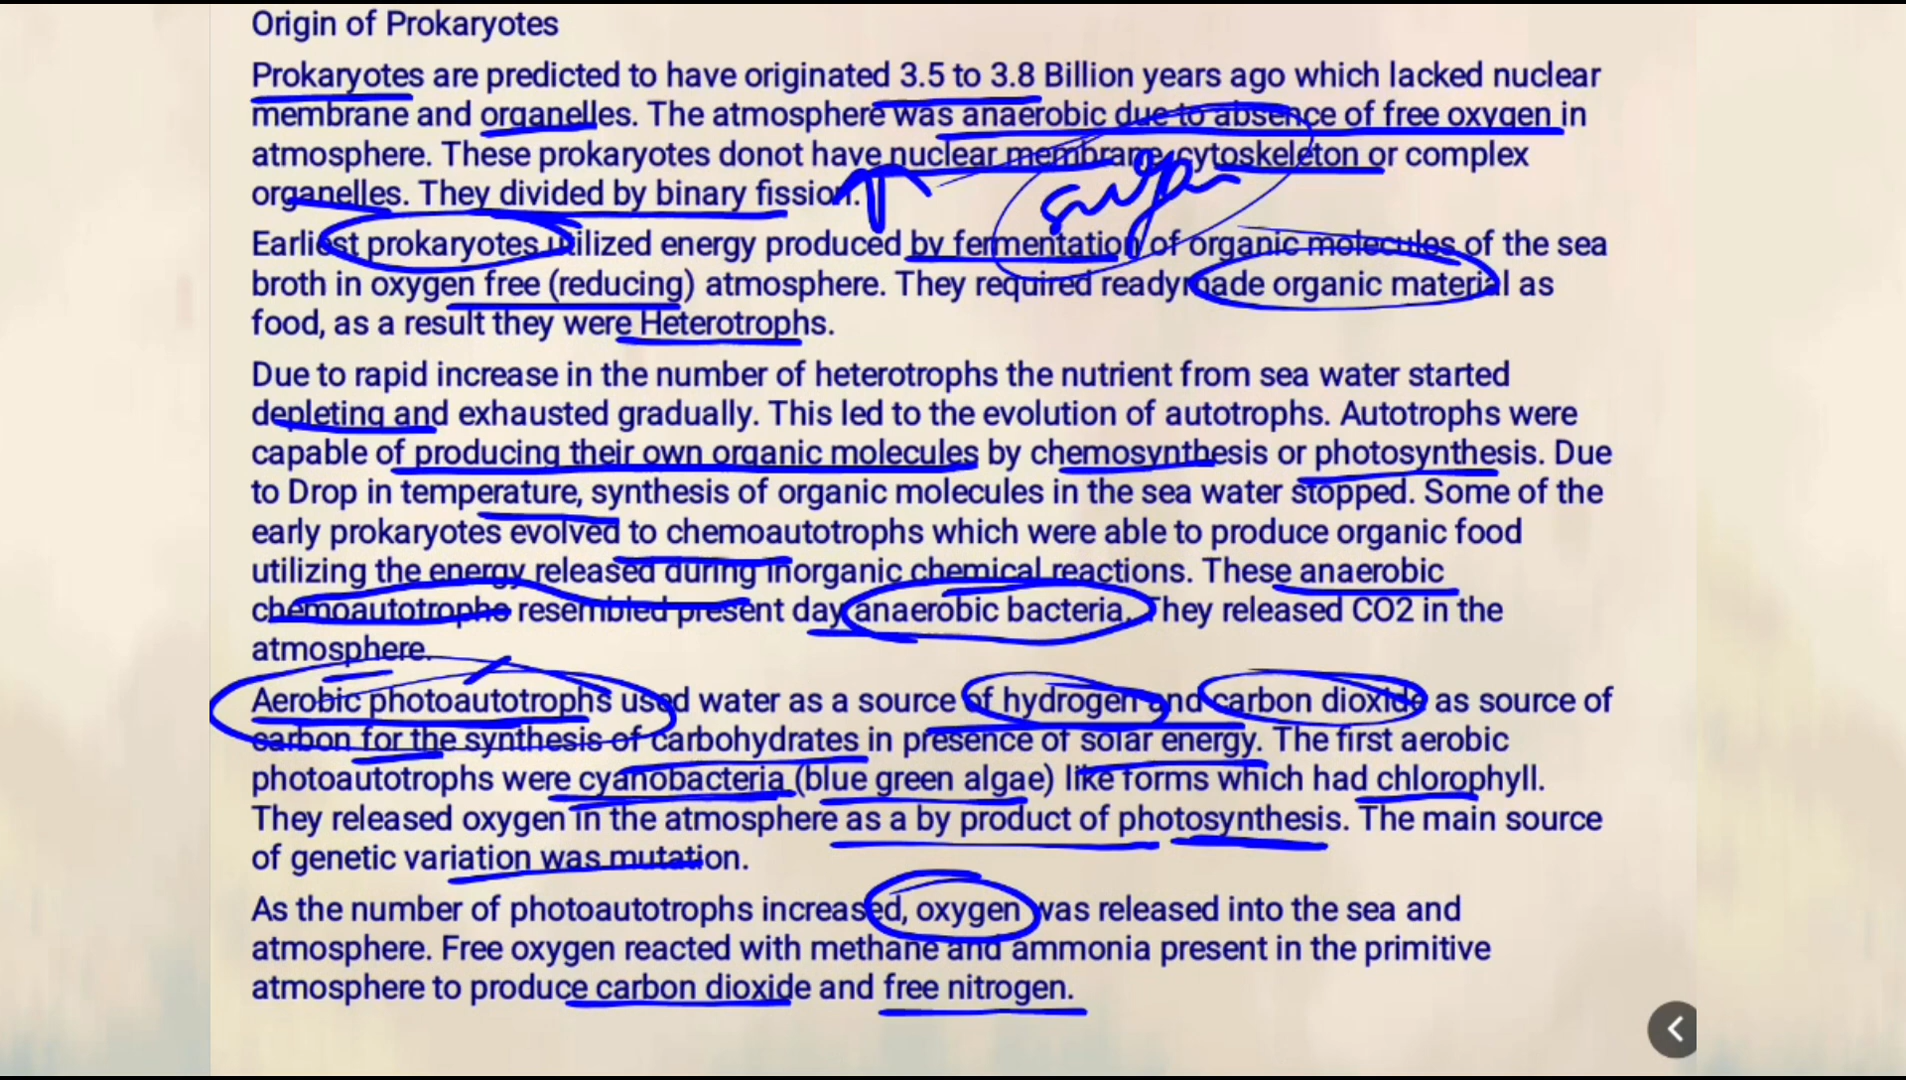 Origin of Prokaryotes
Prokaryotes are predicted to have originated 3.5 to 3.8 Billion years ago which lacked nuclear
membrane and organelles. The atmosphere was anaerobic due to absence of free oxygen in
atmosphere. These prokaryotes donot have nuclear membrane, cytoskeleton or complex
organelles. They divided by binary fission.
Earliest prokaryotes utilized energy produced by fermentation of organic molecules of the sea
broth in oxygen free (reducing) atmosphere. They required readymade organic material as
food, as a result they were Heterotrophs.
Due to rapid increase in the number of heterotrophs the nutrient from sea water started
depleting and exhausted gradually. This led to the evolution of autotrophs. Autotrophs were
capable of producing their own organic molecules by chemosynthesis or photosynthesis. Due
to Drop in temperature, synthesis of organic molecules in the sea water stopped. Some of the
early prokaryotes evolved to chemoautotrophs which were able to produce organic food
utilizing the energy released during inorganic chemical reactions. These anaerobic
chemoautotrophs resembled present day anaerobic bacteria. They released CO2 in the
atmosphere.
Aerobic photoautotrophs used water as a source of hydrogen and carbon dioxide as source of
carbon for the synthesis of carbohydrates in presence of solar energy. The first aerobic
photoautotrophs were cyanobacteria (blue green algae) like forms which had chlorophyll.
They released oxygen in the atmosphere as a by product of photosynthesis. The main source
of genetic variation was mutation.
As the number of photoautotrophs increased, oxygen was released into the sea and
atmosphere. Free oxygen reacted with methane and ammonia present in the primitive
atmosphere to produce carbon dioxide and free nitrogen.